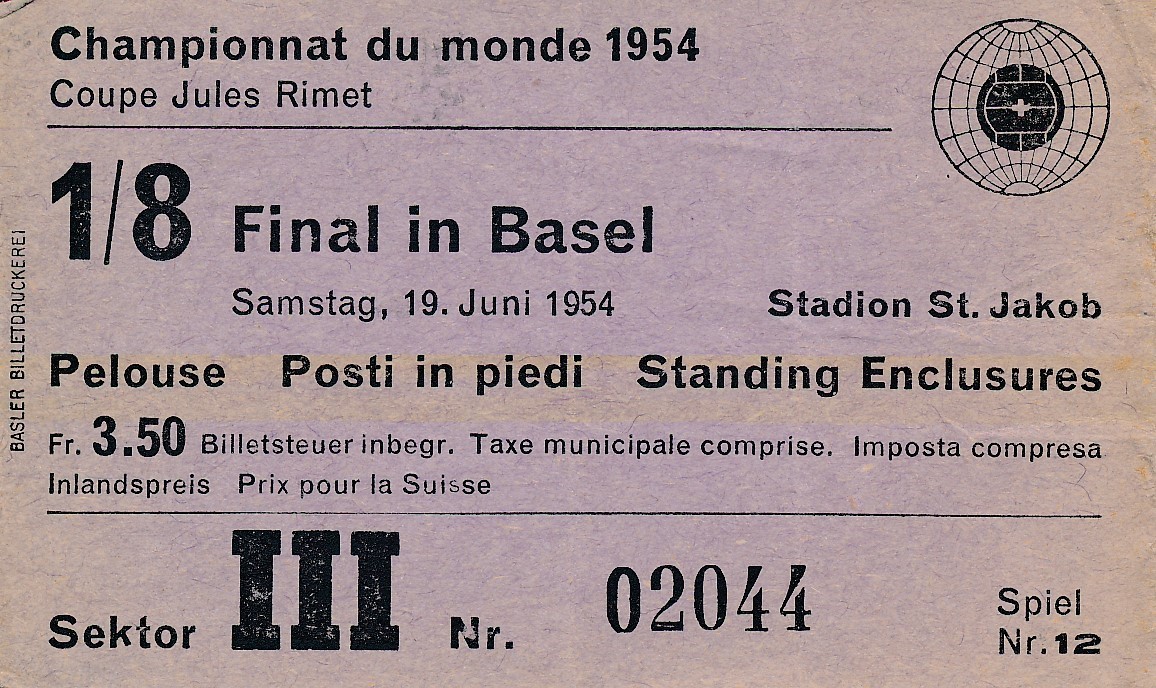 Championnat du monde 1954
Coupe Jules Rimet
1/8 Final in Basel
Samstag, 19. Juni 1954 Stadion St. Jakob
Pelouse Posti in piedi Standing Enclusures
Fr. 3.50 Billetsteuer inbegr. Taxe municipale comprise. Imposta compresa
Inlandspreis Prix pour la Suisse
Sektor III Nr. 02044 Spiel
Nr. 12
BASLER BILLETDRUCKEREI